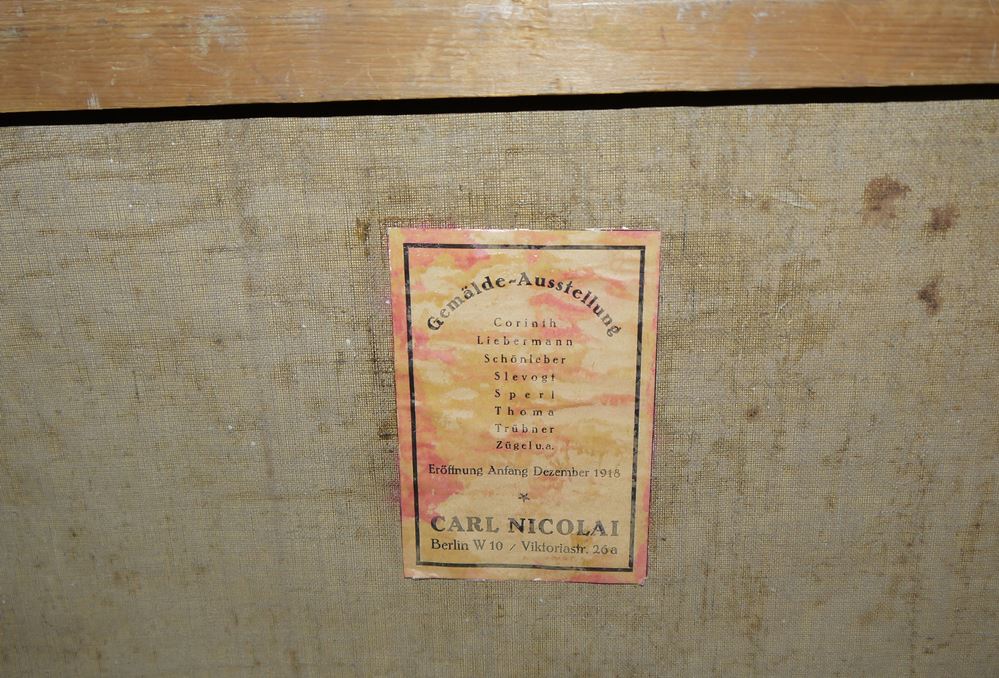 Gemälde-Ausstellung
Corinth
Liebermann
Schönleber
Slevogt
Sperl
Thoma
Trübner
Zügel u.a.
Eröffnung Anfang Dezember 1918
CARL NICOLAI
Berlin W 10 / Viktoriastr. 26a